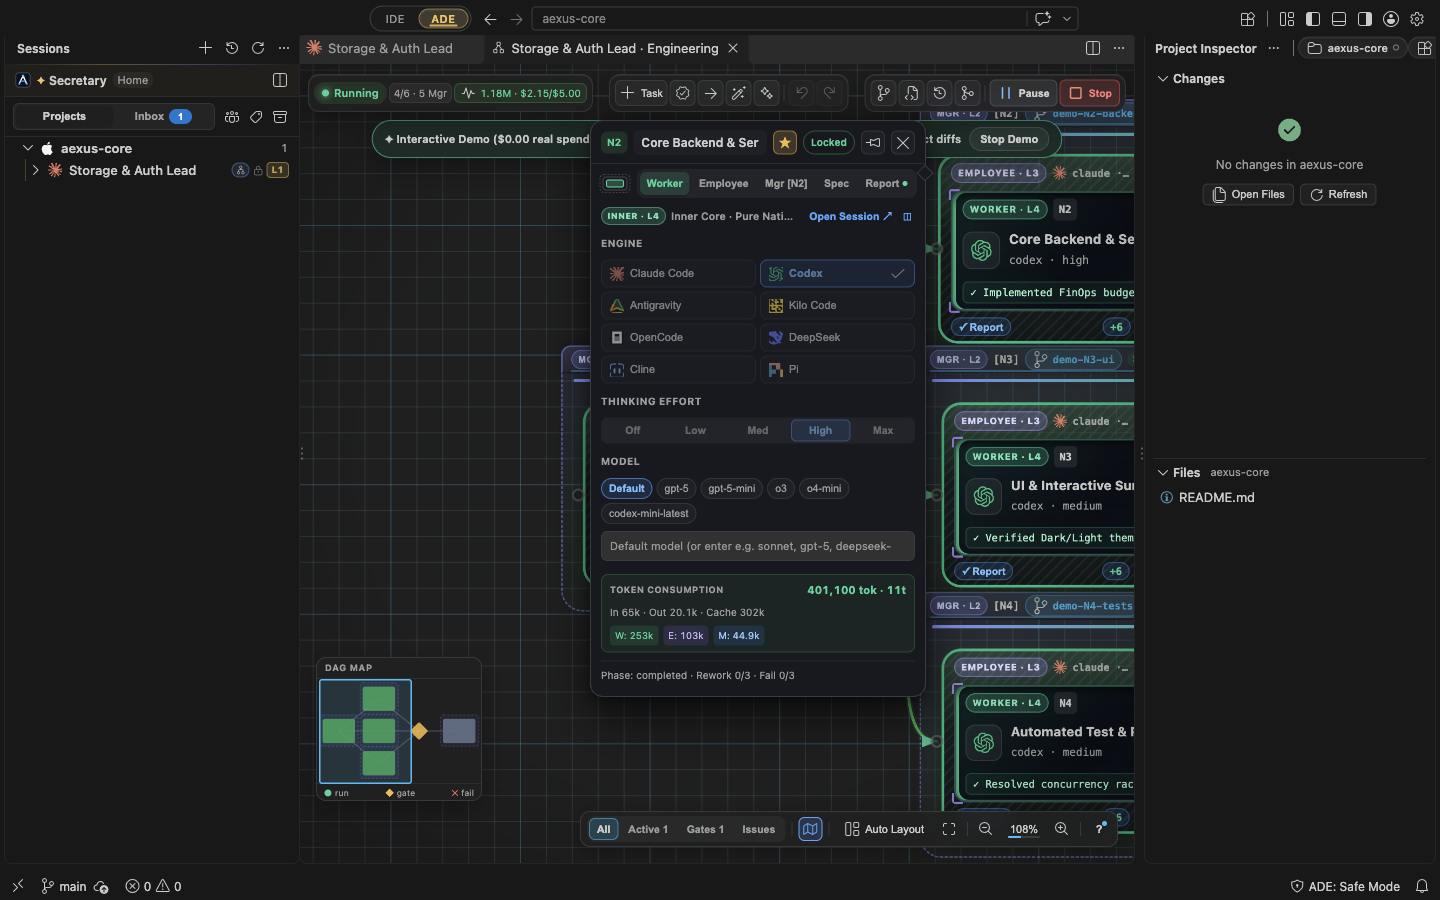 IDE
ADE
aexus-core
Sessions
Secretary Home
Projects
Inbox 1
aexus-core 1
Storage & Auth Lead L1
Storage & Auth Lead
Storage & Auth Lead · Engineering
Running
4/6 · 5 Mgr
1.18M · $2.15/$5.00
Task
Pause
Stop
Interactive Demo ($0.00 real spend
ct diffs
Stop Demo
N2
Core Backend & Ser
Locked
Worker
Employee
Mgr [N2]
Spec
Report
INNER · L4
Inner Core · Pure Nati...
Open Session ↗
ENGINE
Claude Code
Codex
Antigravity
Kilo Code
OpenCode
DeepSeek
Cline
Pi
THINKING EFFORT
Off
Low
Med
High
Max
MODEL
Default
gpt-5
gpt-5-mini
o3
o4-mini
codex-mini-latest
Default model (or enter e.g. sonnet, gpt-5, deepseek-
TOKEN CONSUMPTION
401,100 tok · 11t
In 65k · Out 20.1k · Cache 302k
W: 253k
E: 103k
M: 44.9k
Phase: completed · Rework 0/3 · Fail 0/3
MGR · L2 [N2] demo-N2-backe
EMPLOYEE · L3 claude ·…
WORKER · L4 N2
Core Backend & Se
codex · high
✓ Implemented FinOps budge
✓Report +6
MGR · L2 [N3] demo-N3-ui
EMPLOYEE · L3 claude ·…
WORKER · L4 N3
UI & Interactive Sur
codex · medium
✓ Verified Dark/Light them
✓Report +6
MGR · L2 [N4] demo-N4-tests
EMPLOYEE · L3 claude ·…
WORKER · L4 N4
Automated Test & F
codex · medium
✓ Resolved concurrency rac
DAG MAP
run
gate
fail
All
Active 1
Gates 1
Issues
Auto Layout
108%
?
Project Inspector
aexus-core
Changes
No changes in aexus-core
Open Files
Refresh
Files aexus-core
README.md
main
0
0
ADE: Safe Mode